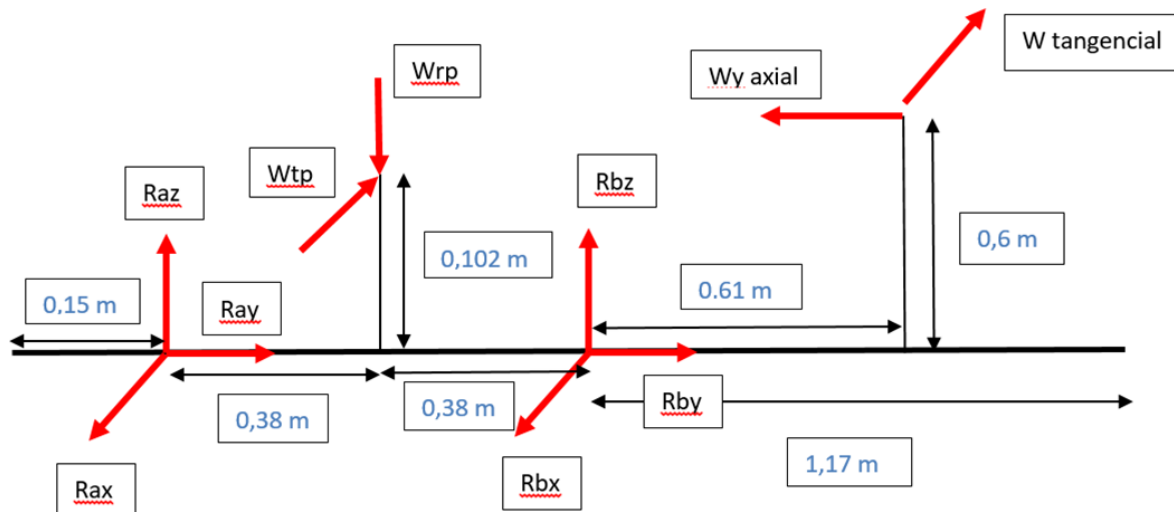 W tangencial
Wrp
Wy axial
Wtp
Raz
Rbz
0,102 m
0,6 m
0,15 m
Ray
0.61 m
0,38 m
0,38 m
Rby
1,17 m
Rax
Rbx